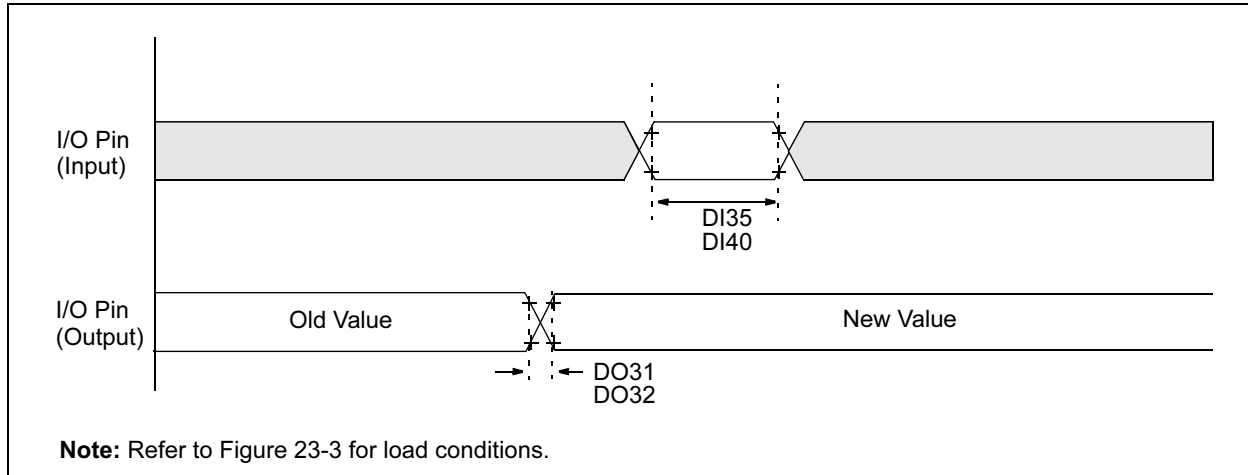 I/O Pin
(Input)
DI35
DI40
I/O Pin
(Output)
Old Value
New Value
DO31
DO32
Note: Refer to Figure 23-3 for load conditions.